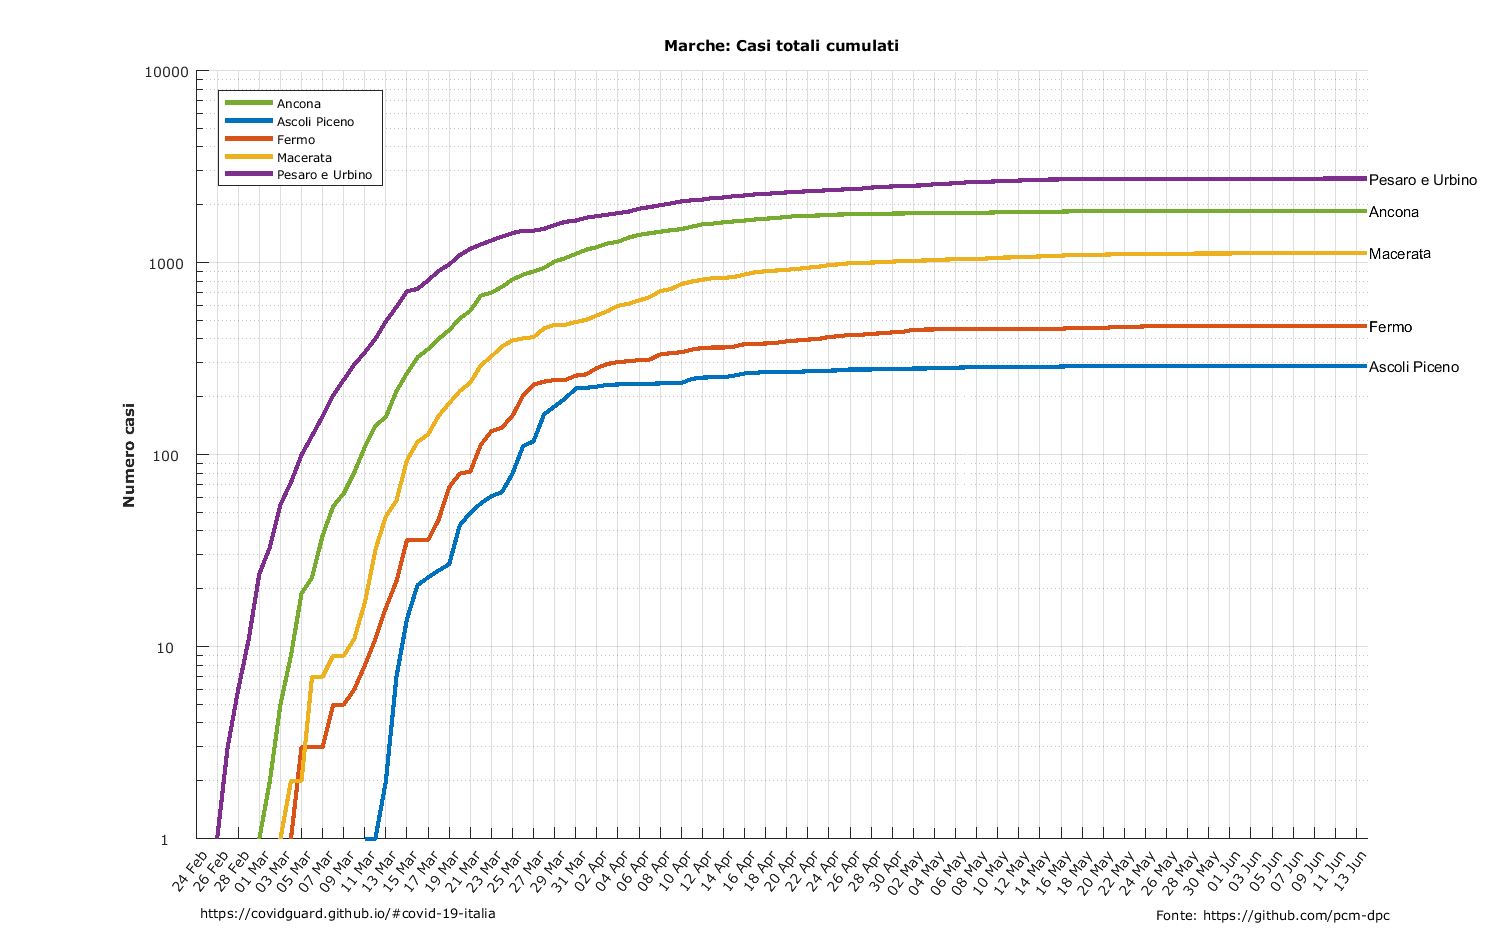 Marche: Casi totali cumulati
10000
1000
100
10
1
Numero casi
Ancona
Ascoli Piceno
Fermo
Macerata
Pesaro e Urbino
Pesaro e Urbino
Ancona
Macerata
Fermo
Ascoli Piceno
24 Feb
26 Feb
28 Feb
01 Mar
03 Mar
05 Mar
07 Mar
09 Mar
11 Mar
13 Mar
15 Mar
17 Mar
19 Mar
21 Mar
23 Mar
25 Mar
27 Mar
29 Mar
31 Mar
02 Apr
04 Apr
06 Apr
08 Apr
10 Apr
12 Apr
14 Apr
16 Apr
18 Apr
20 Apr
22 Apr
24 Apr
26 Apr
28 Apr
30 Apr
02 May
04 May
06 May
08 May
10 May
12 May
14 May
16 May
18 May
20 May
22 May
24 May
26 May
28 May
30 May
01 Jun
03 Jun
05 Jun
07 Jun
09 Jun
11 Jun
13 Jun
https://covidguard.github.io/#covid-19-italia
Fonte: https://github.com/pcm-dpc